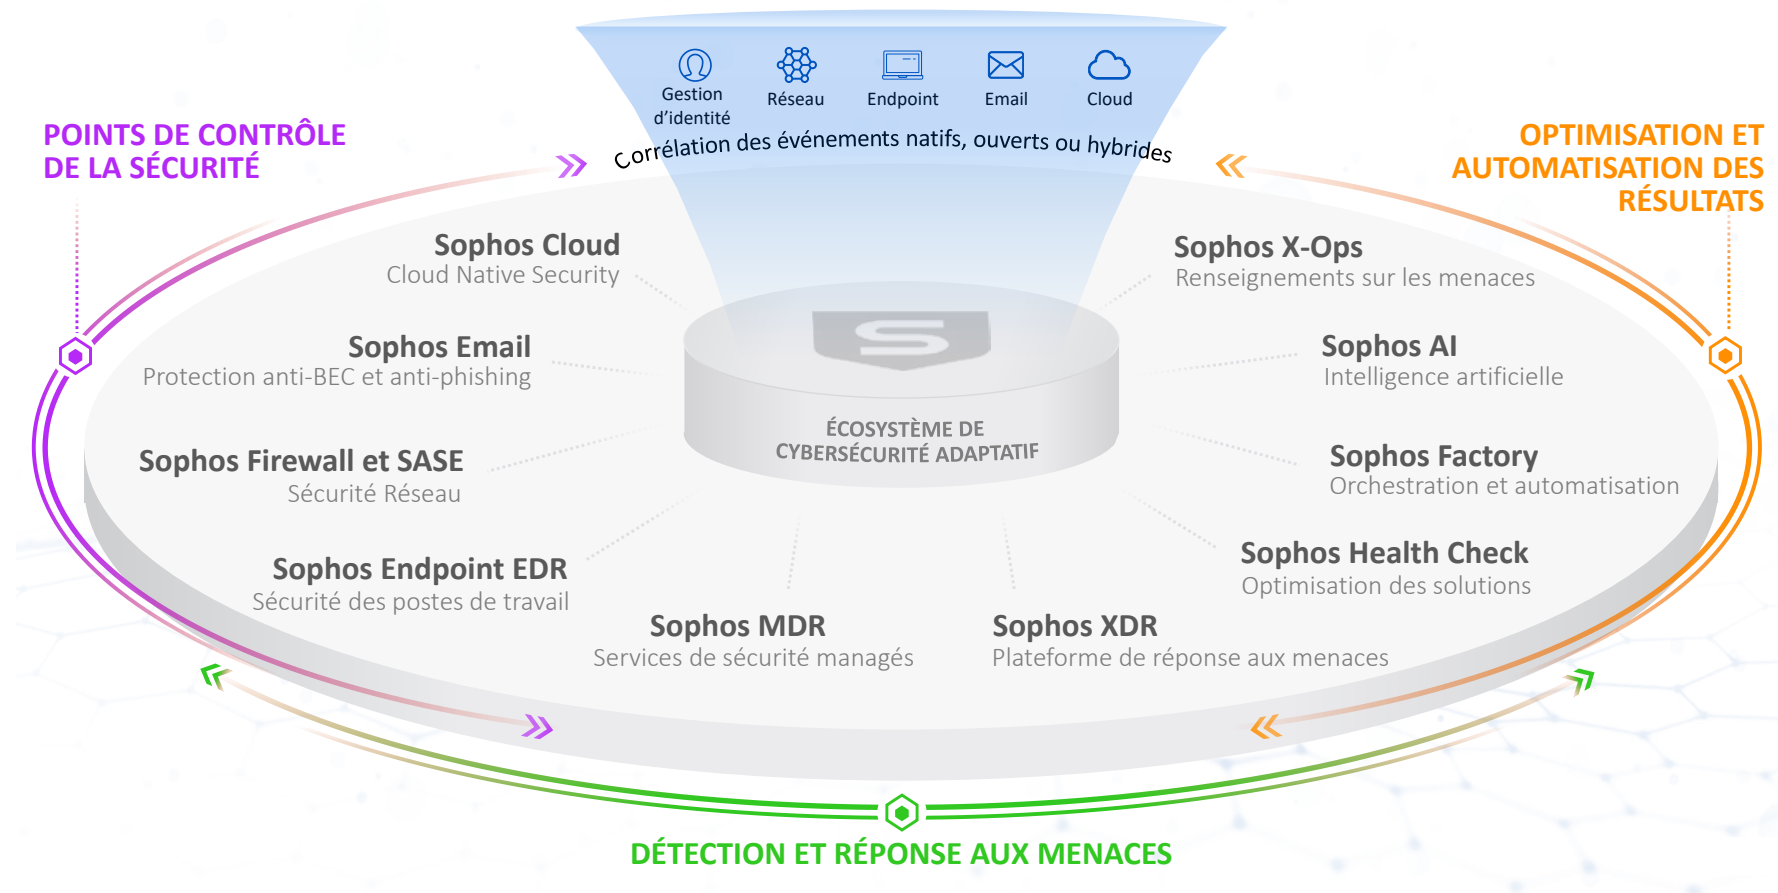 Gestion
d'identité
Réseau
Endpoint
Email
Cloud
Corrélation des événements natifs, ouverts ou hybrides
POINTS DE CONTRÔLE
DE LA SÉCURITÉ
OPTIMISATION ET
AUTOMATISATION DES
RÉSULTATS
Sophos Cloud
Cloud Native Security
Sophos Email
Protection anti-BEC et anti-phishing
Sophos Firewall et SASE
Sécurité Réseau
Sophos Endpoint EDR
Sécurité des postes de travail
Sophos MDR
Services de sécurité managés
Sophos XDR
Plateforme de réponse aux menaces
Sophos X-Ops
Renseignements sur les menaces
Sophos AI
Intelligence artificielle
Sophos Factory
Orchestration et automatisation
Sophos Health Check
Optimisation des solutions
S
ÉCOSYSTÈME DE
CYBERSÉCURITÉ ADAPTATIF
DÉTECTION ET RÉPONSE AUX MENACES